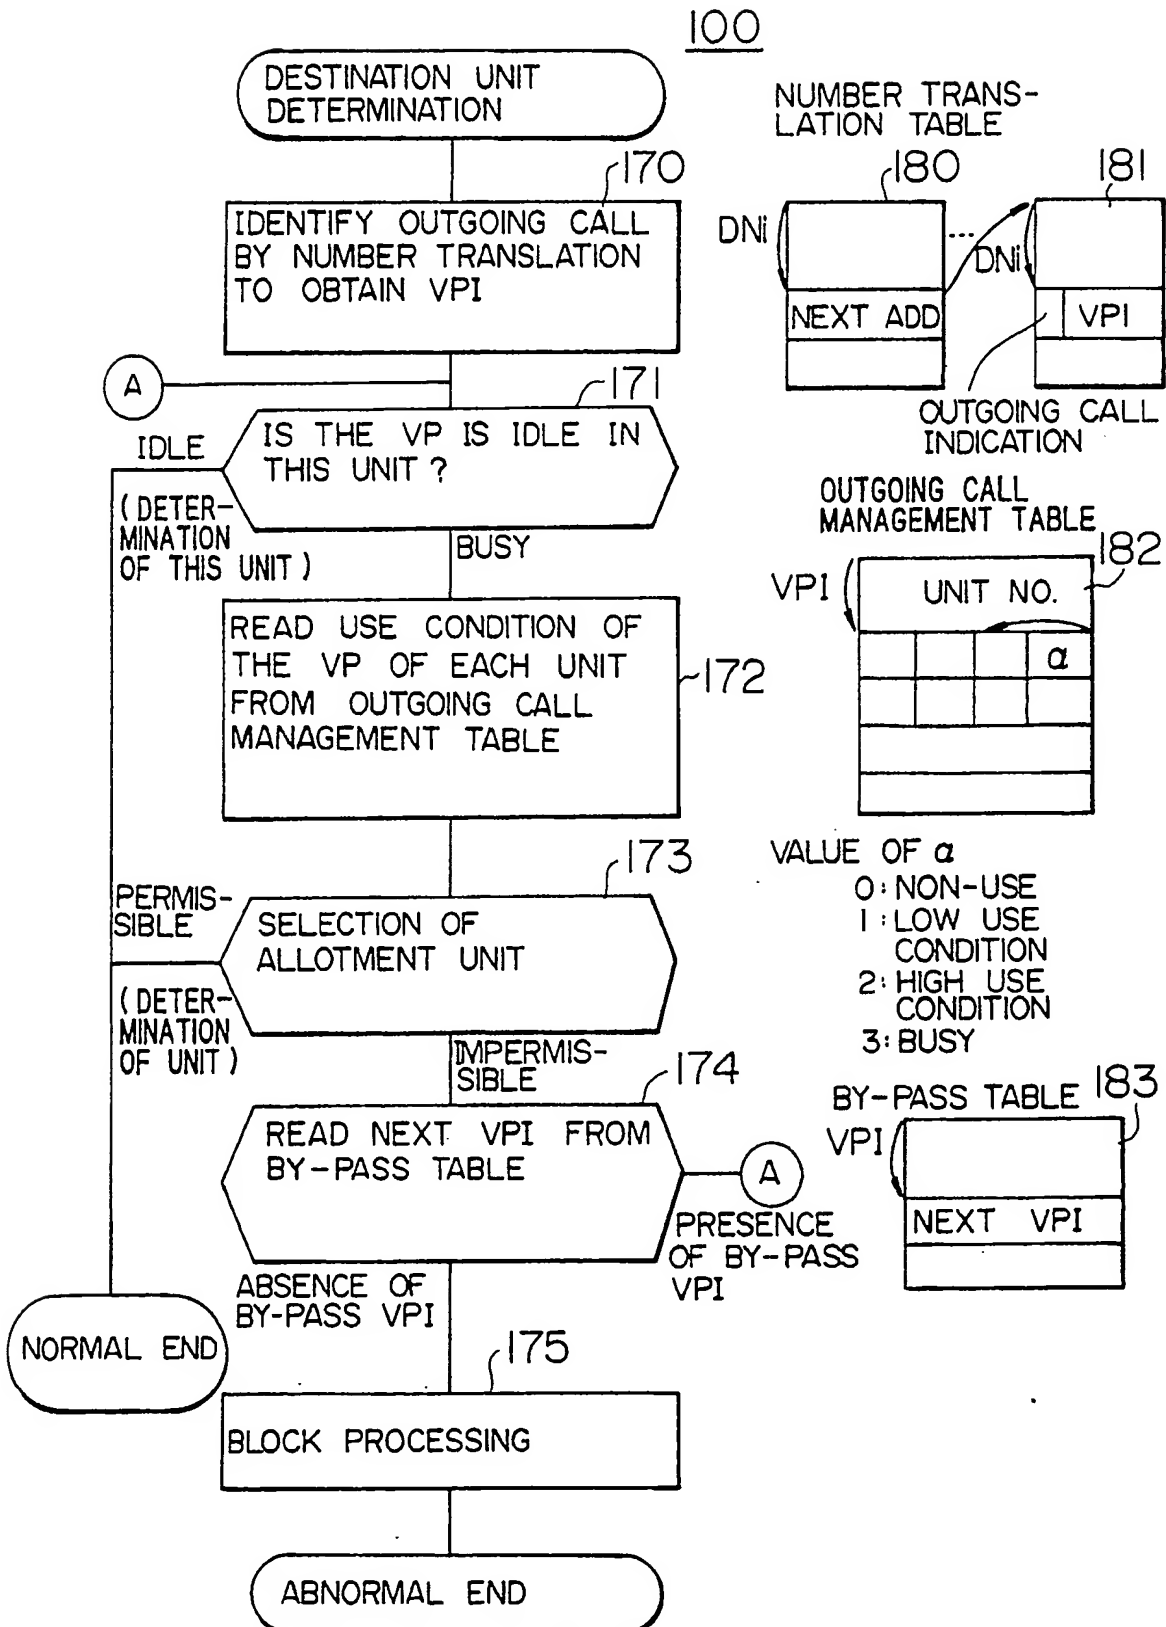 100
DESTINATION UNIT
DETERMINATION
170
IDENTIFY OUTGOING CALL
BY NUMBER TRANSLATION
TO OBTAIN VPI
A
171
IS THE VP IS IDLE IN
THIS UNIT?
IDLE
(DETER-
MINATION
OF THIS UNIT)
BUSY
READ USE CONDITION OF
THE VP OF EACH UNIT
FROM OUTGOING CALL
MANAGEMENT TABLE
172
173
SELECTION OF
ALLOTMENT UNIT
PERMIS-
SIBLE
(DETER-
MINATION
OF UNIT)
IMPERMIS-
SIBLE
174
READ NEXT VPI FROM
BY-PASS TABLE
A
PRESENCE
OF BY-PASS
VPI
ABSENCE OF
BY-PASS VPI
NORMAL END
175
BLOCK PROCESSING
ABNORMAL END
NUMBER TRANS-
LATION TABLE
180
181
DNi
...
DNi
NEXT ADD
VPI
OUTGOING CALL
INDICATION
OUTGOING CALL
MANAGEMENT TABLE
182
VPI
UNIT NO.
α
VALUE OF α
0: NON-USE
1: LOW USE
CONDITION
2: HIGH USE
CONDITION
3: BUSY
BY-PASS TABLE
183
VPI
NEXT VPI